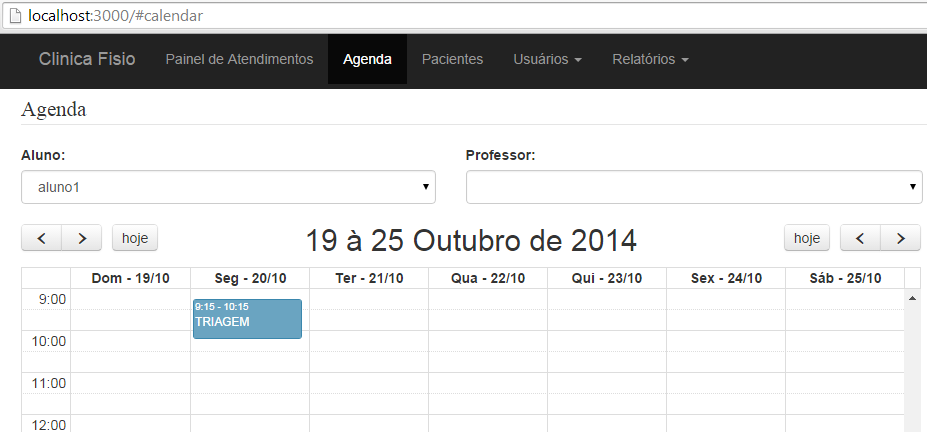 localhost:3000/#calendar
Clinica Fisio Painel de Atendimentos Agenda Pacientes Usuários Relatórios
Agenda
Aluno: Professor:
aluno1
hoje 19 à 25 Outubro de 2014 hoje
Dom - 19/10 Seg - 20/10 Ter - 21/10 Qua - 22/10 Qui - 23/10 Sex - 24/10 Sáb - 25/10
9:00
9:15 - 10:15
TRIAGEM
10:00
11:00
12:00